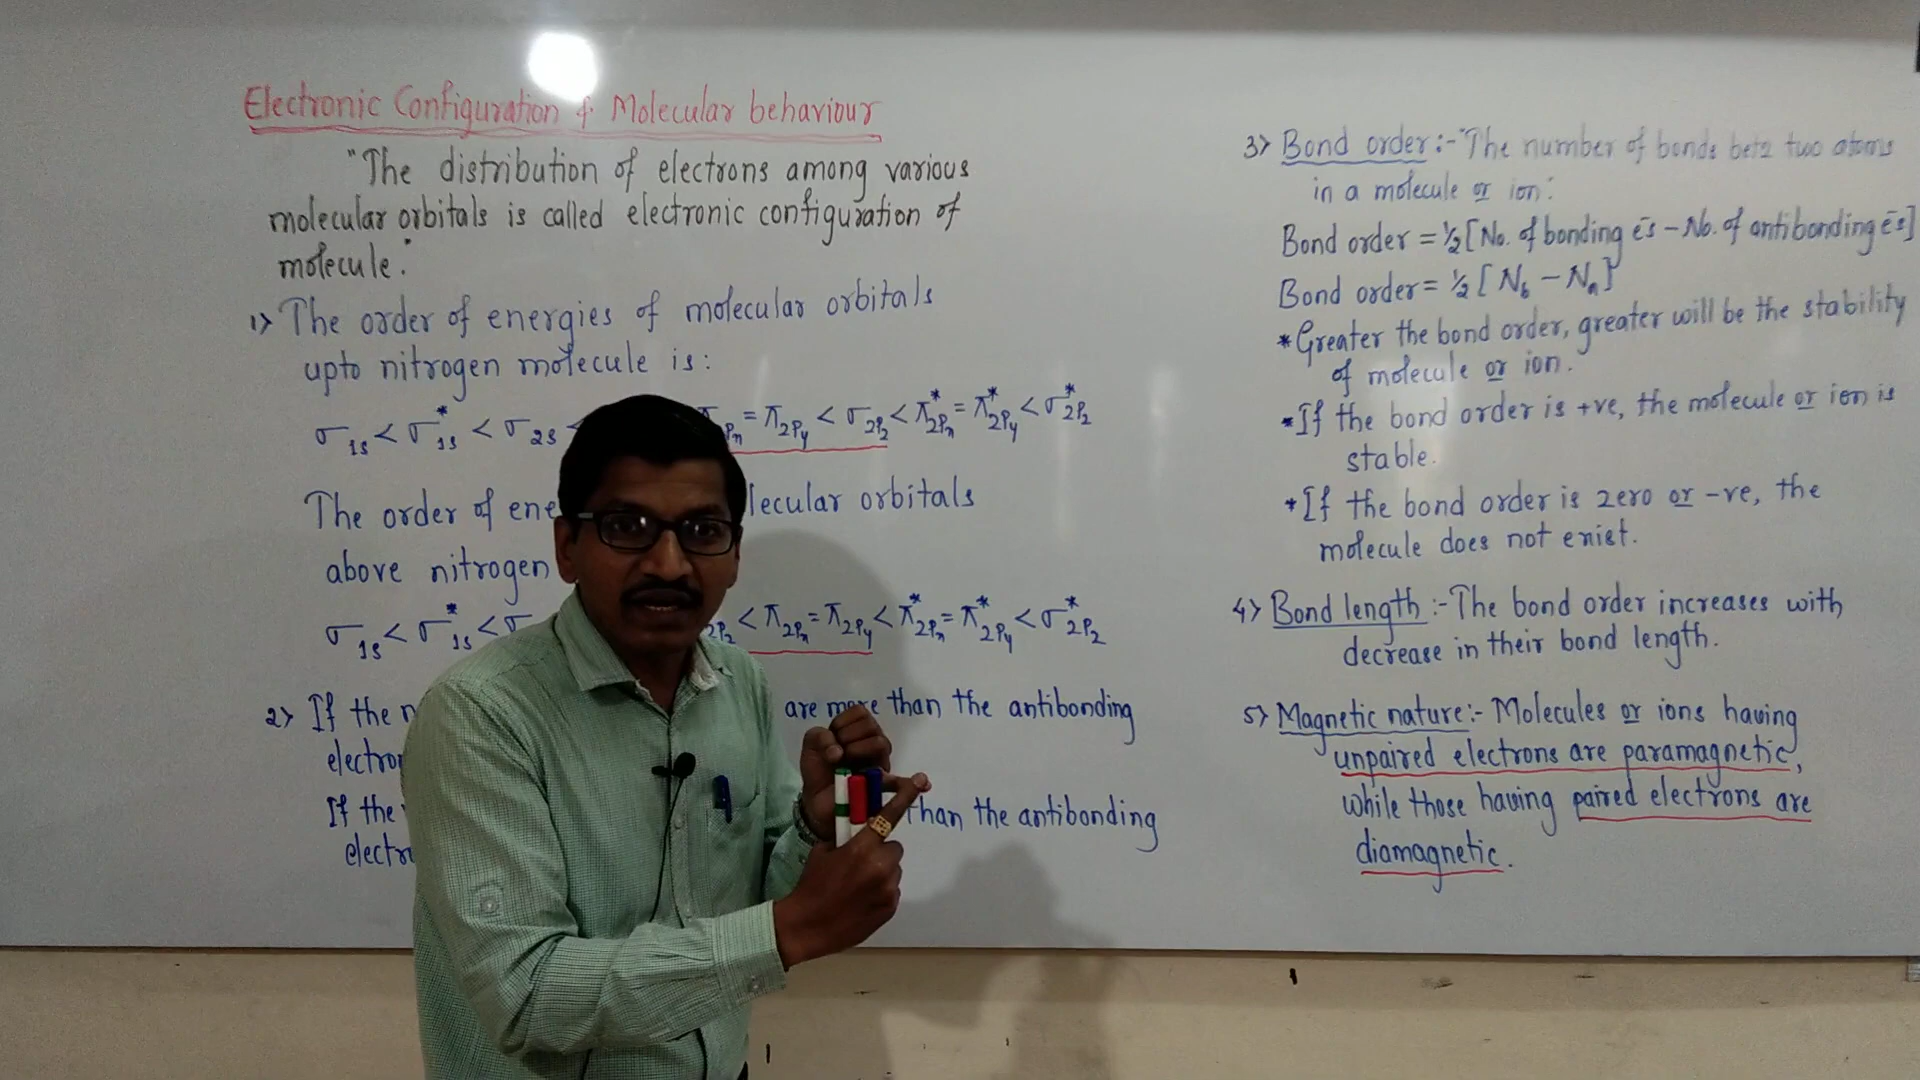 Electronic Configuration & Molecular behaviour
"The distribution of electrons among various
molecular orbitals is called electronic configuration of
molecule."
1) The order of energies of molecular orbitals
upto nitrogen molecule is:
σ1s < σ*1s < σ2s < = π2py < σ2pz < π*2px = π*2py < σ*2pz
The order of ene lecular orbitals
above nitrogen
σ1s < σ*1s < σ 2pz < π2px = π2py < π*2px = π*2py < σ*2pz
2) If the are more than the antibonding
If the than the antibonding
3) Bond order :- "The number of bonds betn two atoms
in a molecule or ion."
Bond order = ½ [No. of bonding ēs – No. of antibonding ēs]
Bond order = ½ [Nb – Na]
*Greater the bond order, greater will be the stability
of molecule or ion.
*If the bond order is +ve, the molecule or ion is
stable.
*If the bond order is zero or -ve, the
molecule does not exist.
4) Bond length :- The bond order increases with
decrease in their bond length.
5) Magnetic nature:- Molecules or ions having
unpaired electrons are paramagnetic,
while those having paired electrons are
diamagnetic.